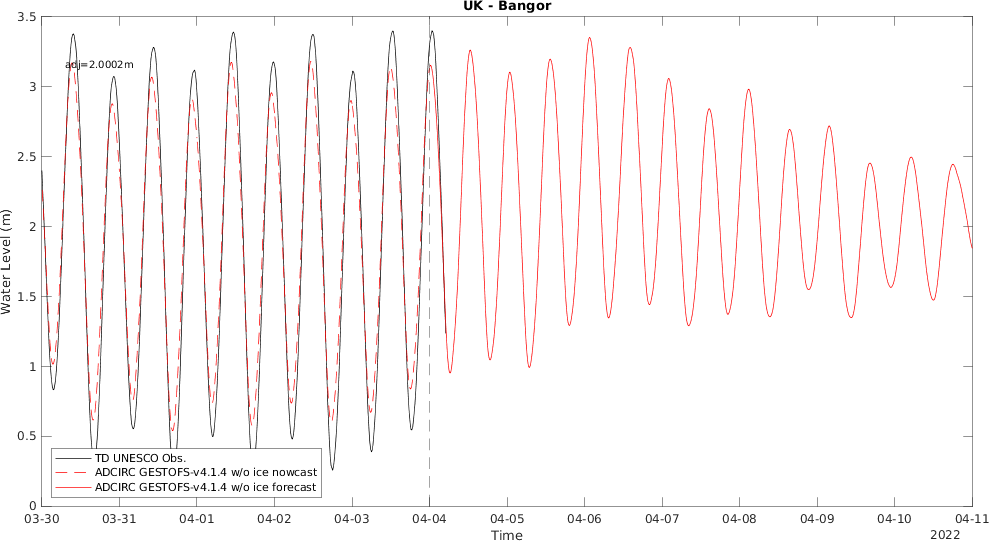 UK - Bangor
adj=2.0002m
3.5
3
2.5
2
1.5
1
0.5
0
Water Level (m)
TD UNESCO Obs.
ADCIRC GESTOFS-v4.1.4 w/o ice nowcast
ADCIRC GESTOFS-v4.1.4 w/o ice forecast
03-30 03-31 04-01 04-02 04-03 04-04 04-05 04-06 04-07 04-08 04-09 04-10 04-11
Time
2022